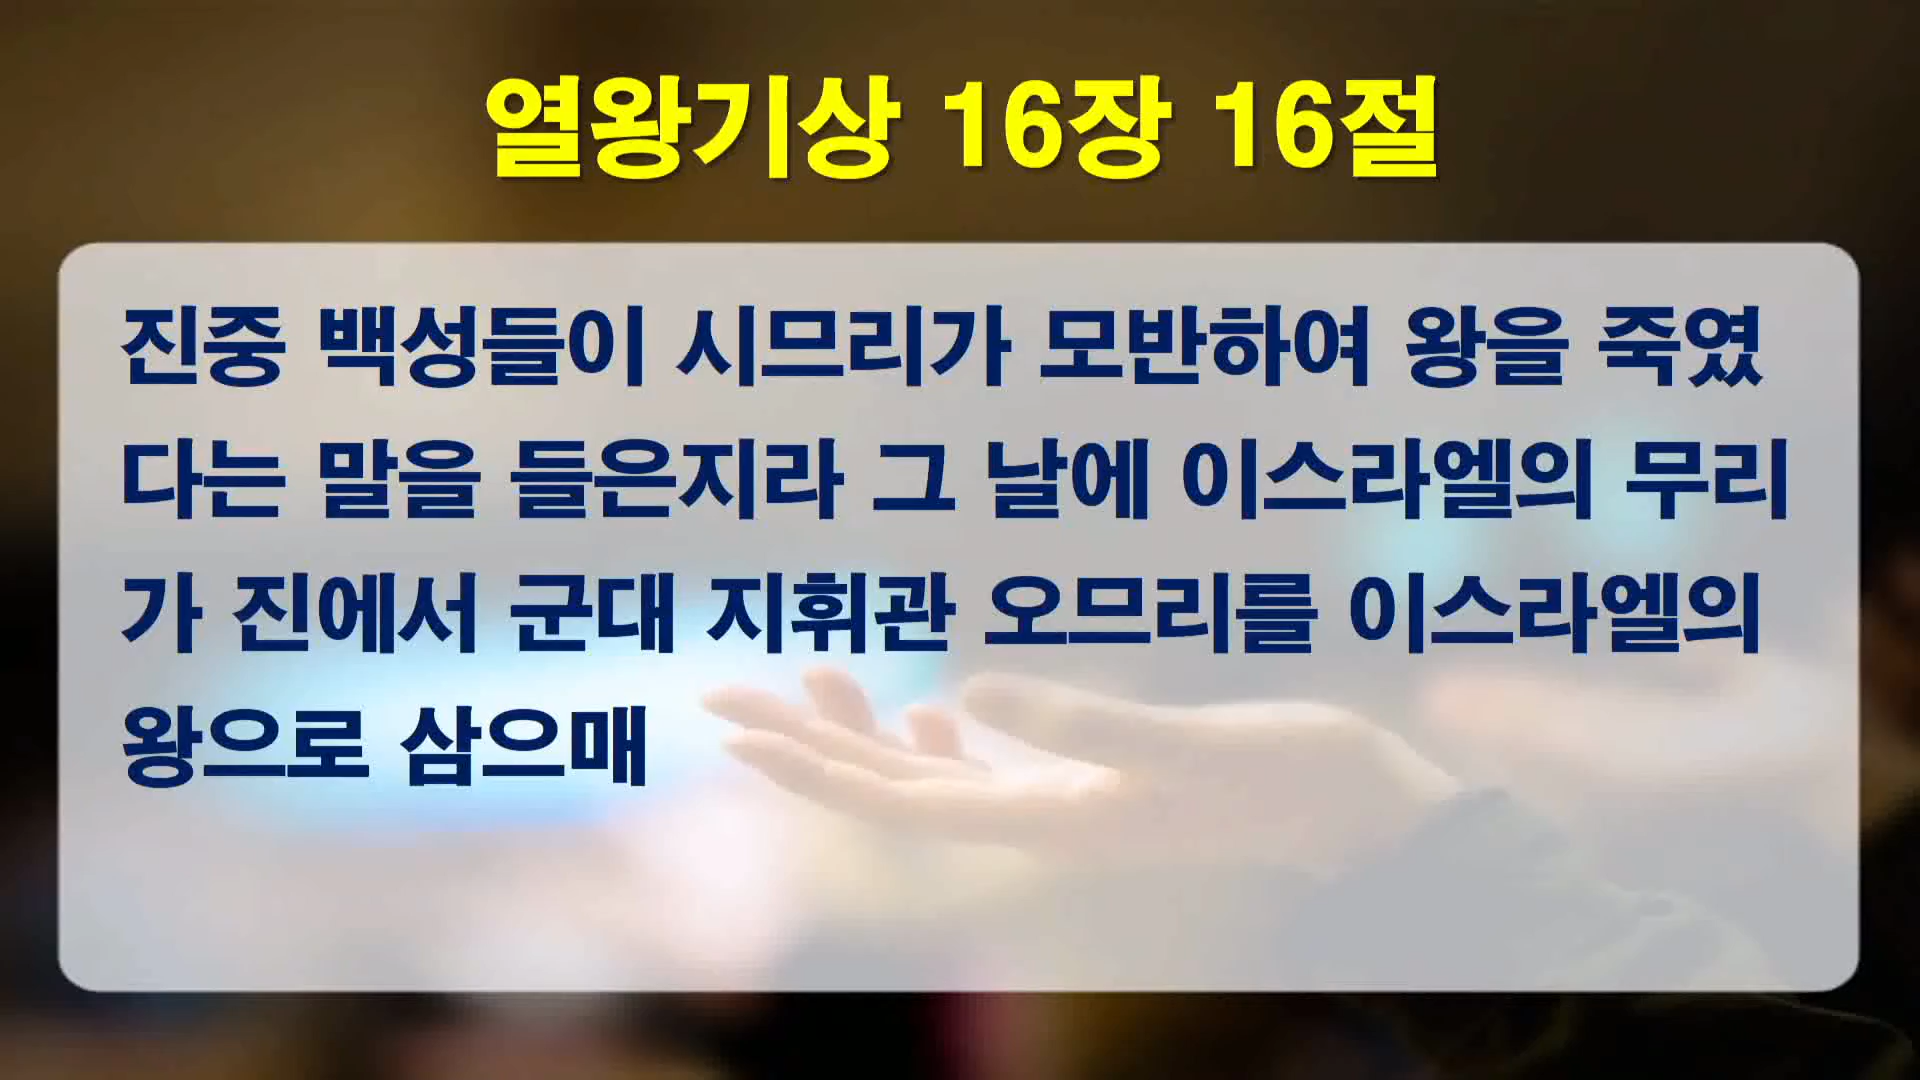 열왕기상 16장 16절
진중 백성들이 시므리가 모반하여 왕을 죽였
다는 말을 들은지라 그 날에 이스라엘의 무리
가 진에서 군대 지휘관 오므리를 이스라엘의
왕으로 삼으매